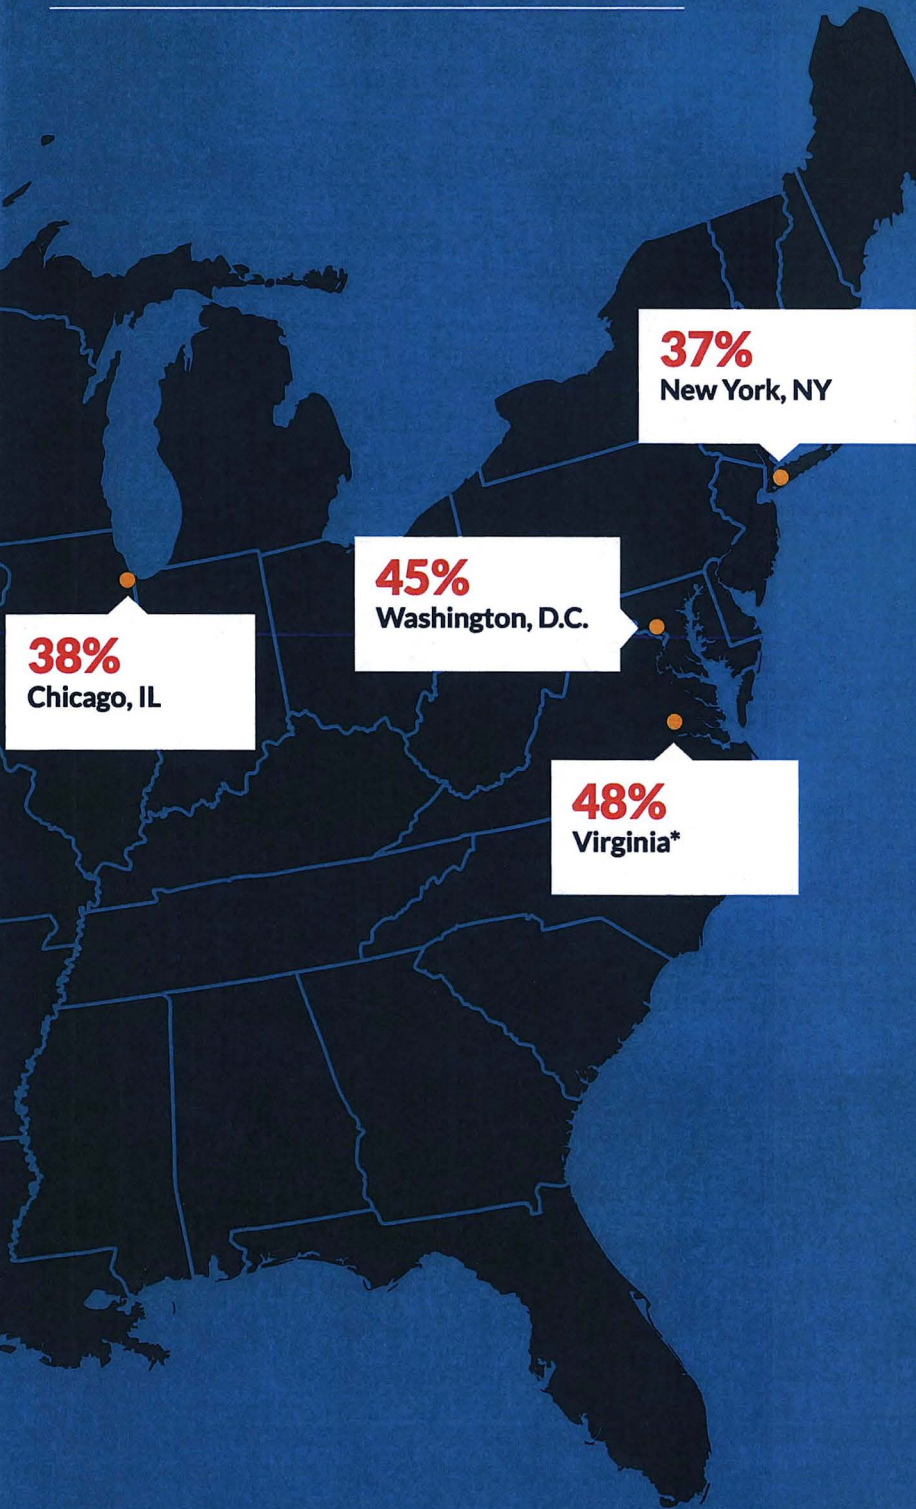 37%
New York, NY
45%
Washington, D.C.
38%
Chicago, IL
48%
Virginia*